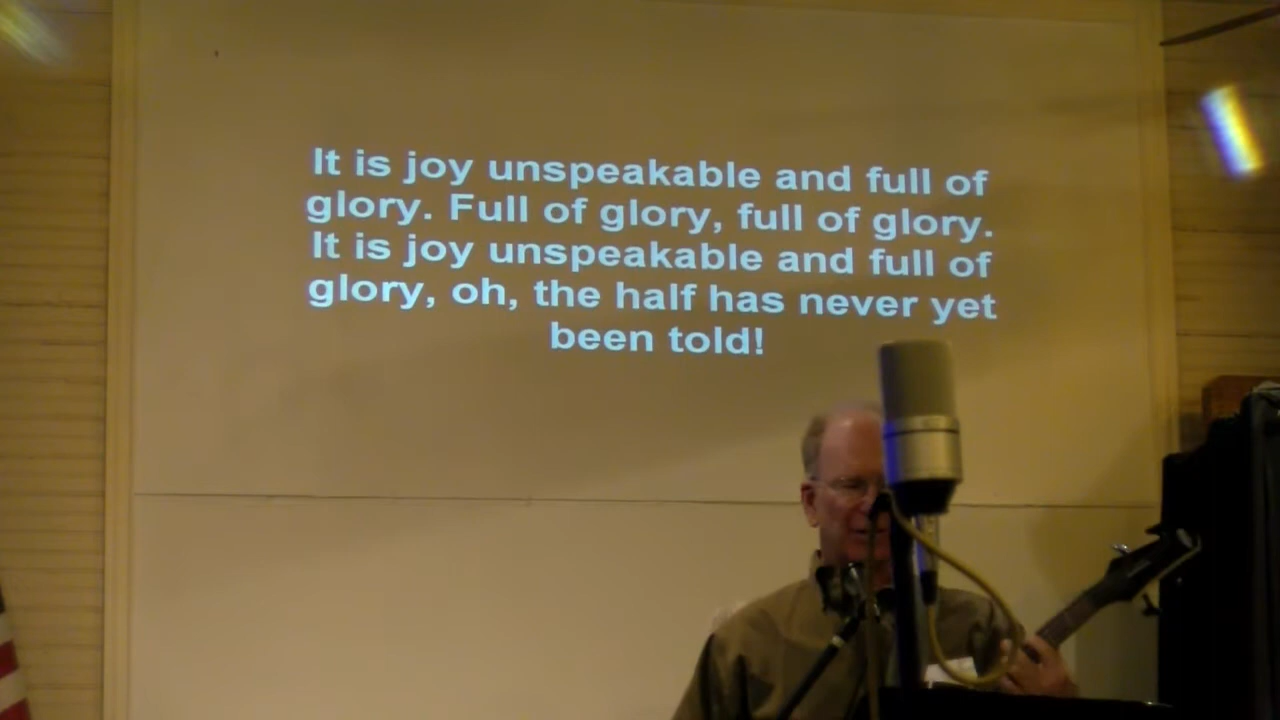 It is joy unspeakable and full of
glory. Full of glory, full of glory.
It is joy unspeakable and full of
glory, oh, the half has never yet
been told!